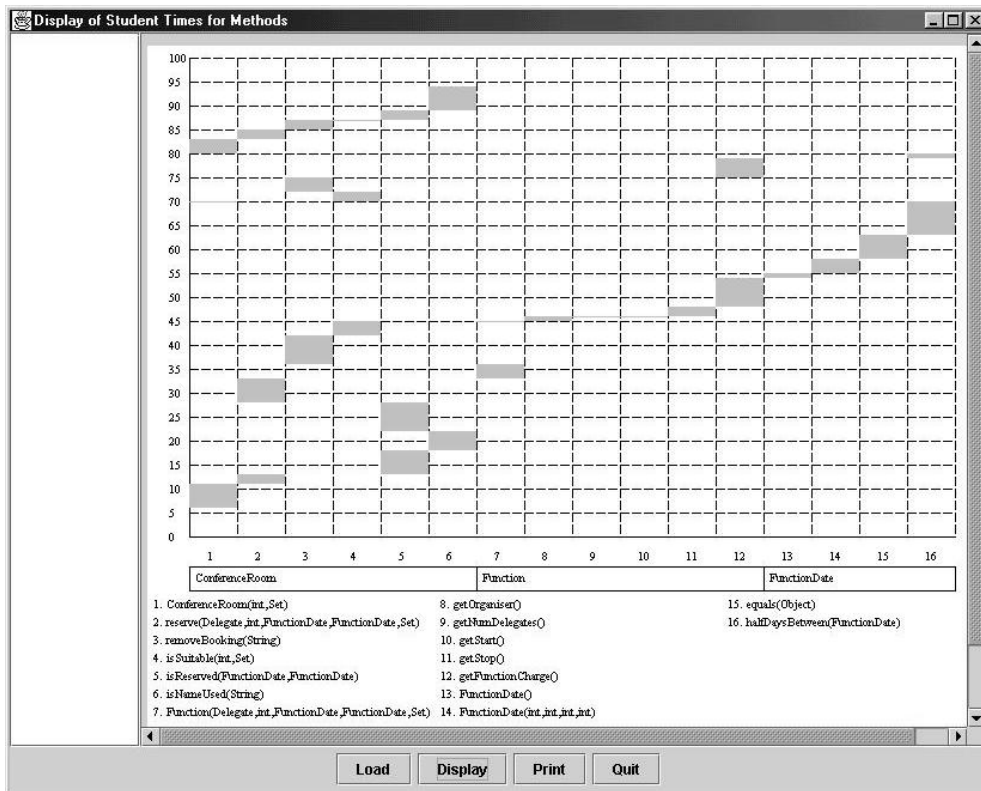 Display of Student Times for Methods
100
95
90
85
80
75
70
65
60
55
50
45
40
35
30
25
20
15
10
5
0
1 2 3 4 5 6 7 8 9 10 11 12 13 14 15 16
ConferenceRoom Function FunctionDate
1. ConferenceRoom(int,Set)
2. reserve(Delegate,int,FunctionDate,FunctionDate,Set)
3. removeBooking(String)
4. isSuitable(int,Set)
5. isReserved(FunctionDate,FunctionDate)
6. isNameUsed(String)
7. Function(Delegate,int,FunctionDate,FunctionDate,Set)
8. getOrganiser()
9. getNumDelegates()
10. getStart()
11. getStop()
12. getFunctionCharge()
13. FunctionDate()
14. FunctionDate(int,int,int,int)
15. equals(Object)
16. halfDaysBetween(FunctionDate)
Load Display Print Quit